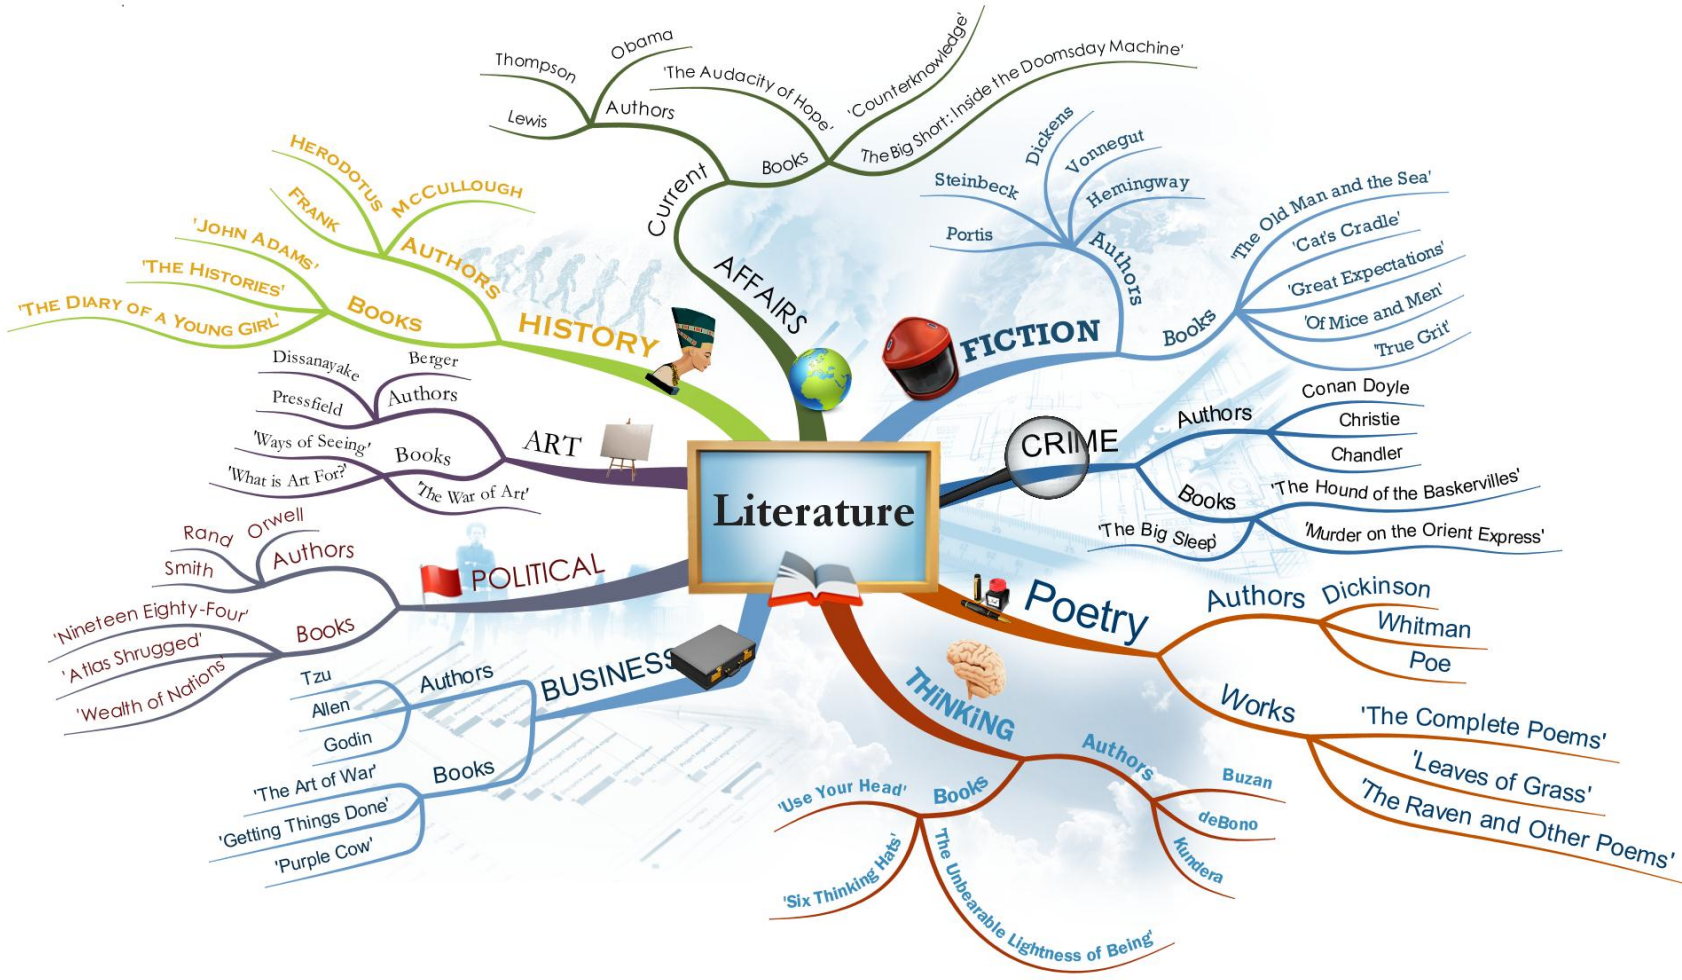 Literature
Current
AFFAIRS
Authors
Thompson
Obama
Lewis
Books
'The Audacity of Hope'
'Counterknowledge'
'The Big Short: Inside the Doomsday Machine'
FICTION
Authors
Dickens
Vonnegut
Hemingway
Steinbeck
Portis
Books
'The Old Man and the Sea'
'Cat's Cradle'
'Great Expectations'
'Of Mice and Men'
'True Grit'
CRIME
Authors
Conan Doyle
Christie
Chandler
Books
'The Hound of the Baskervilles'
'Murder on the Orient Express'
'The Big Sleep'
Poetry
Authors
Dickinson
Whitman
Poe
Works
'The Complete Poems'
'Leaves of Grass'
'The Raven and Other Poems'
THiNKiNG
Authors
Buzan
deBono
Kundera
Books
'Use Your Head'
'Six Thinking Hats'
'The Unbearable Lightness of Being'
BUSINESS
Authors
Tzu
Allen
Godin
Books
'The Art of War'
'Getting Things Done'
'Purple Cow'
POLITICAL
Authors
Rand
Orwell
Smith
Books
'Nineteen Eighty-Four'
'Atlas Shrugged'
'Wealth of Nations'
ART
Authors
Dissanayake
Berger
Pressfield
Books
'Ways of Seeing'
'What is Art For?'
'The War of Art'
HISTORY
AUTHORS
HERODOTUS
MCCULLOUGH
FRANK
BOOKS
'JOHN ADAMS'
'THE HISTORIES'
'THE DIARY OF A YOUNG GIRL'